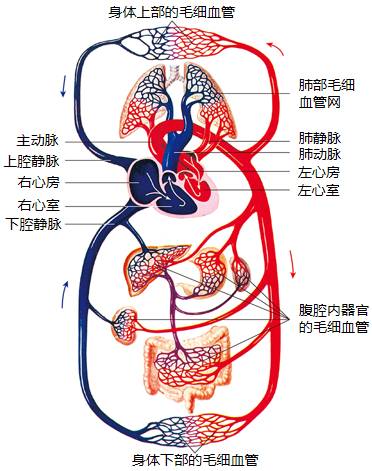 身体上部的毛细血管
肺部毛细
血管网
主动脉
上腔静脉
右心房
右心室
下腔静脉
肺静脉
肺动脉
左心房
左心室
腹腔内器官
的毛细血管
身体下部的毛细血管